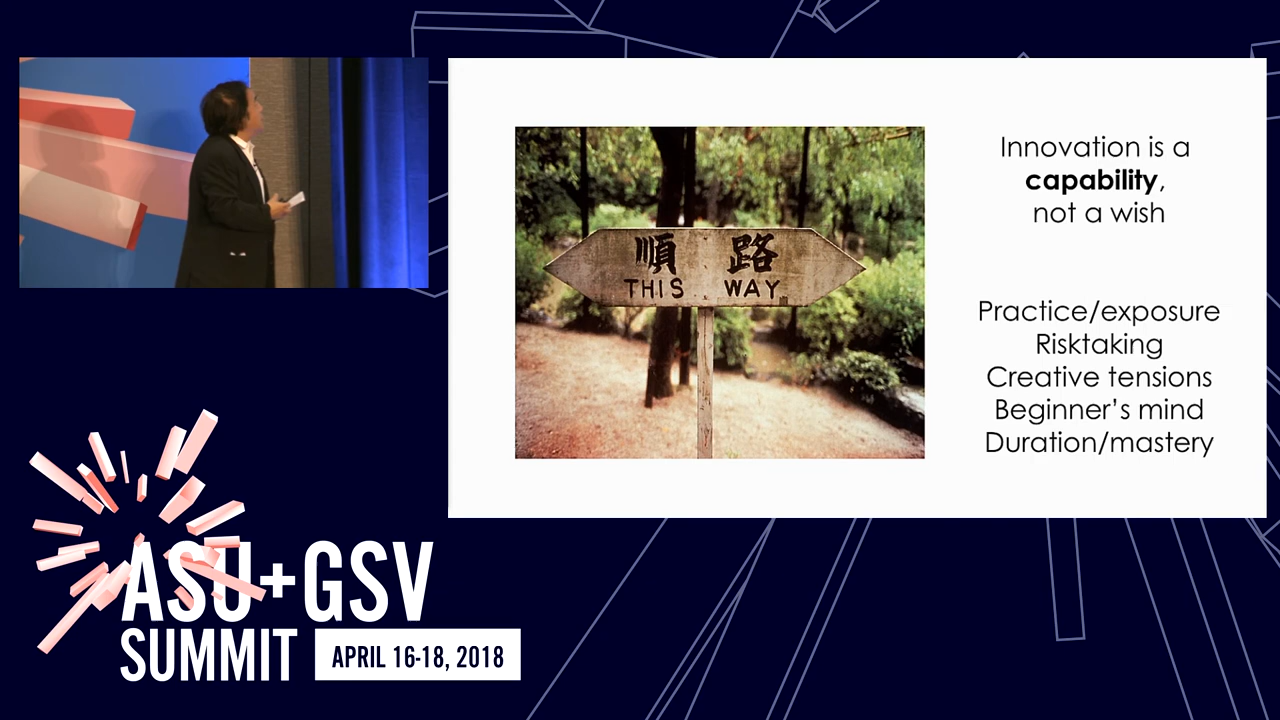 Innovation is a
capability,
not a wish
順 路
THIS WAY
Practice/exposure
Risktaking
Creative tensions
Beginner's mind
Duration/mastery
ASU+GSV
SUMMIT
APRIL 16-18, 2018